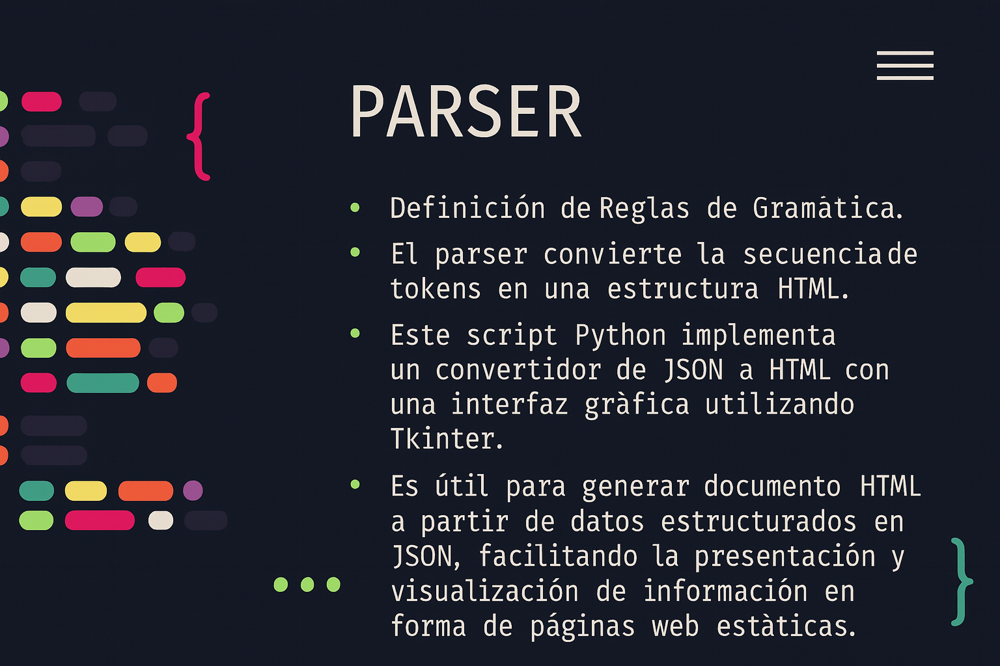 PARSER
{
• Definición de Reglas de Gramàtica.
• El parser convierte la secuencia de
tokens en una estructura HTML.
• Este script Python implementa
un convertidor de JSON a HTML con
una interfaz gràfica utilizando
Tkinter.
• Es útil para generar documento HTML
a partir de datos estructurados en
JSON, facilitando la presentación y
visualización de información en
forma de páginas web estàticas.
}